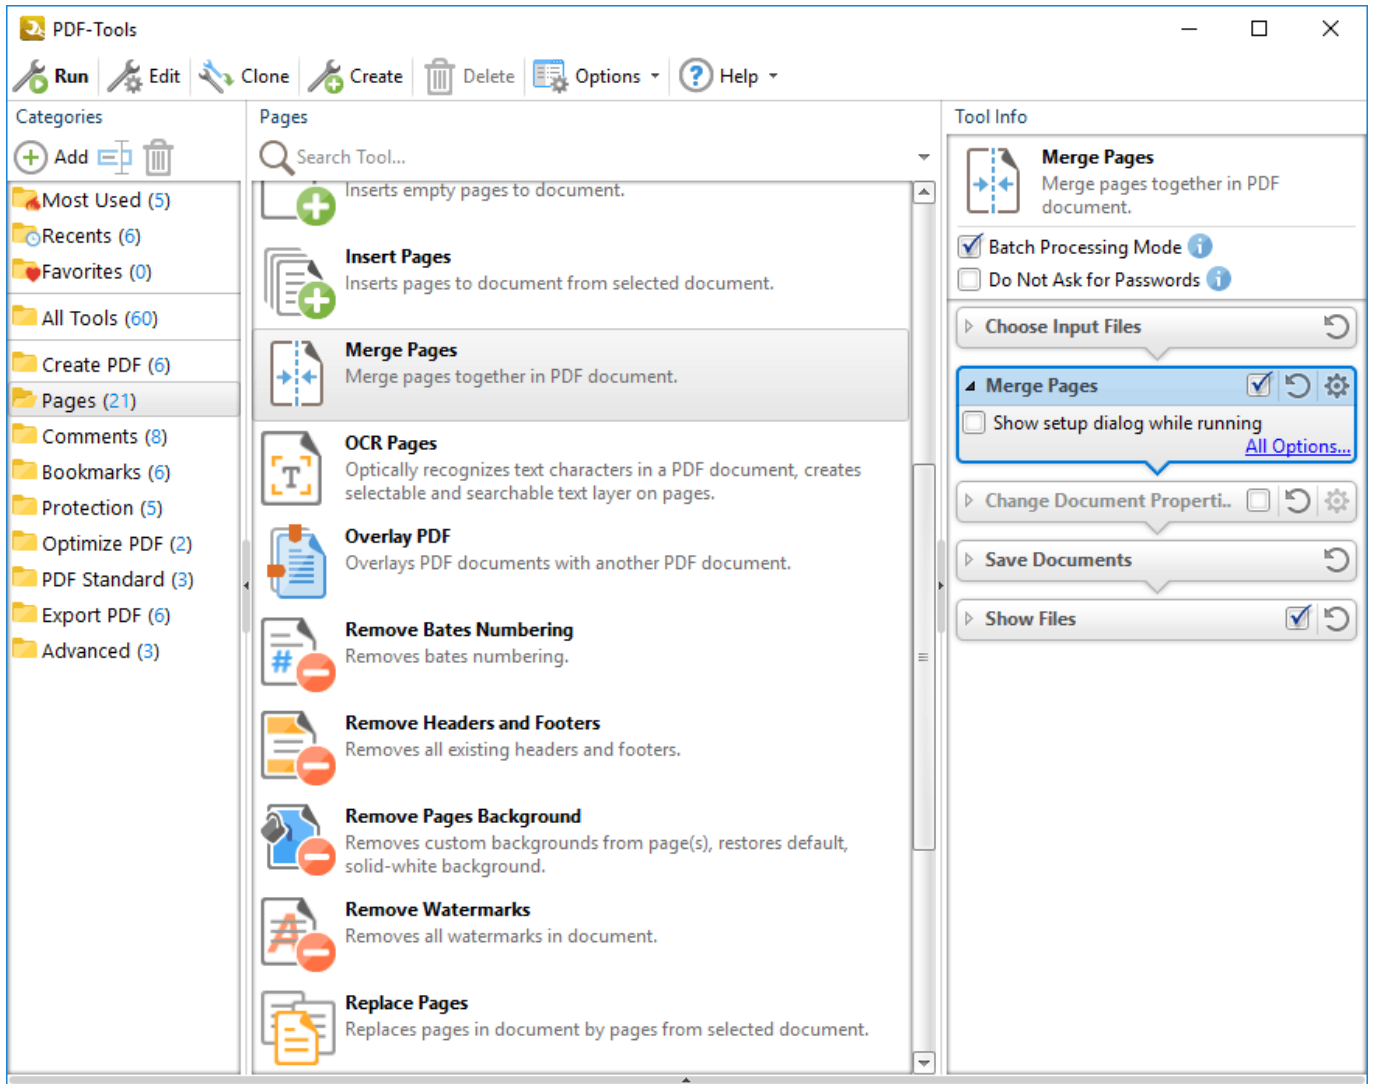 PDF-Tools
Run Edit Clone Create Delete Options Help
Categories
Add
Most Used (5)
Recents (6)
Favorites (0)
All Tools (60)
Create PDF (6)
Pages (21)
Comments (8)
Bookmarks (6)
Protection (5)
Optimize PDF (2)
PDF Standard (3)
Export PDF (6)
Advanced (3)
Pages
Search Tool...
Inserts empty pages to document.
Insert Pages
Inserts pages to document from selected document.
Merge Pages
Merge pages together in PDF document.
OCR Pages
Optically recognizes text characters in a PDF document, creates
selectable and searchable text layer on pages.
Overlay PDF
Overlays PDF documents with another PDF document.
Remove Bates Numbering
Removes bates numbering.
Remove Headers and Footers
Removes all existing headers and footers.
Remove Pages Background
Removes custom backgrounds from page(s), restores default,
solid-white background.
Remove Watermarks
Removes all watermarks in document.
Replace Pages
Replaces pages in document by pages from selected document.
Tool Info
Merge Pages
Merge pages together in PDF
document.
Batch Processing Mode
Do Not Ask for Passwords
Choose Input Files
Merge Pages
Show setup dialog while running
All Options...
Change Document Properti..
Save Documents
Show Files